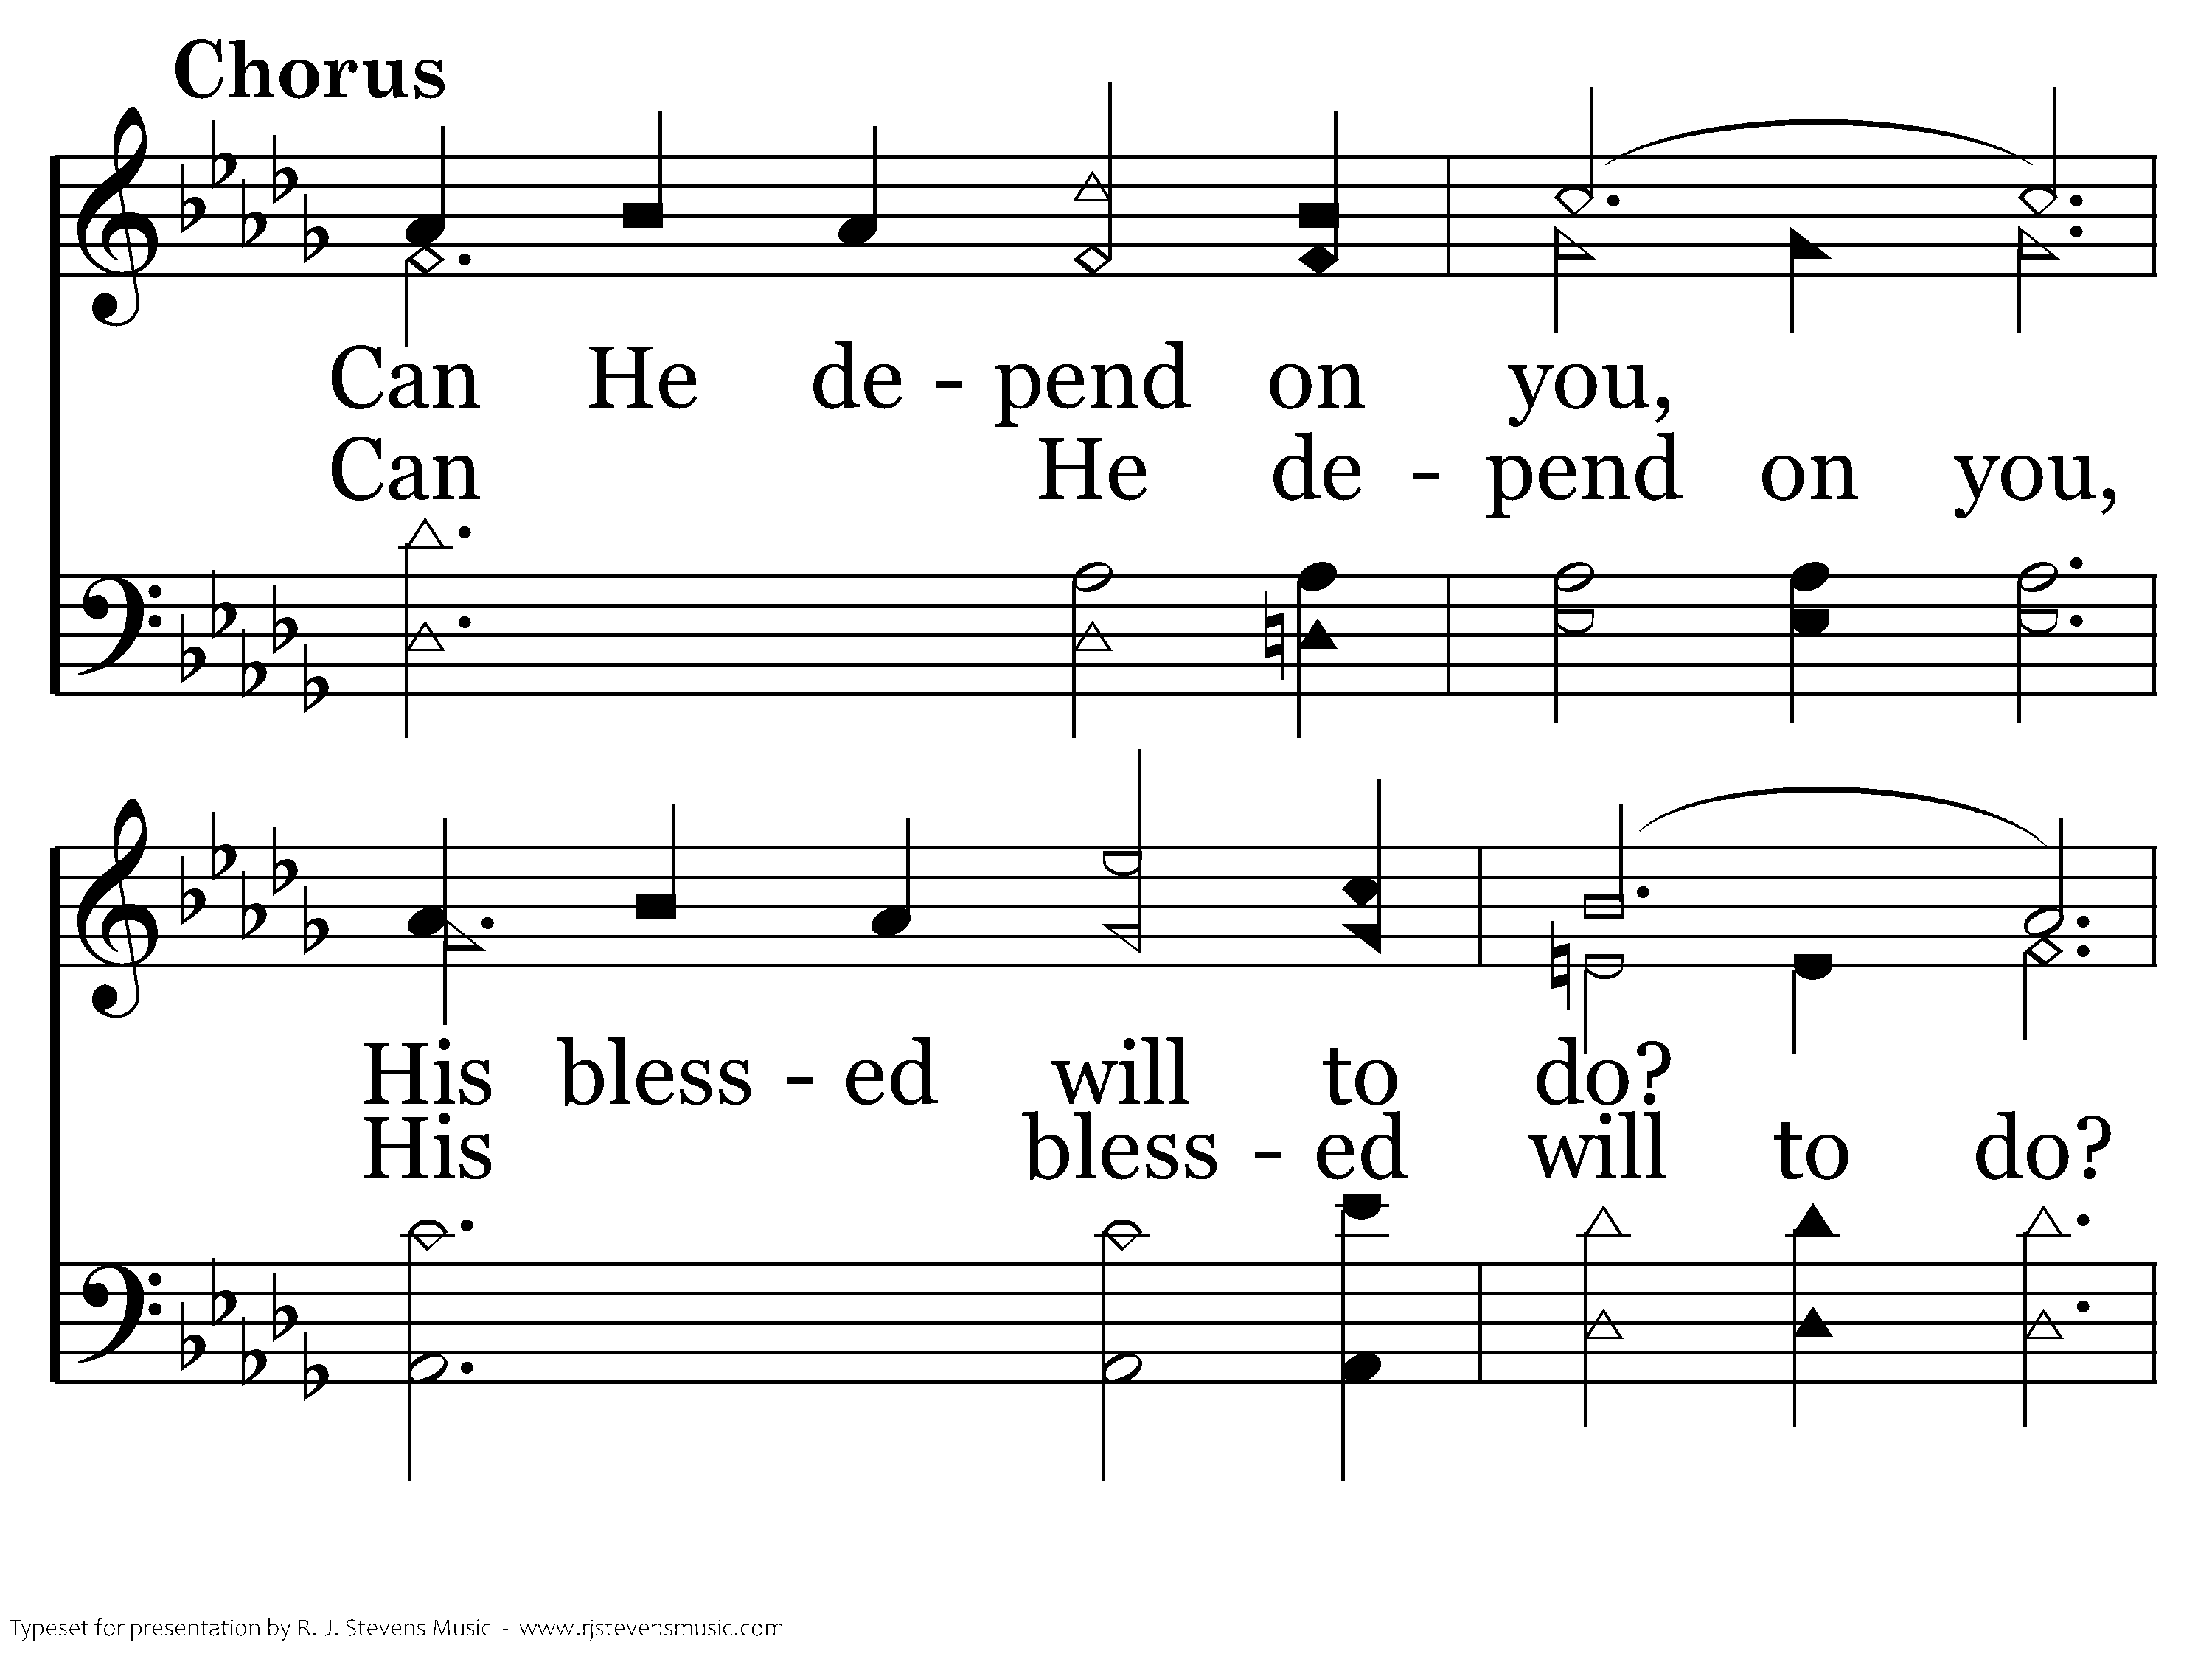 Chorus
Can He de - pend on you,
Can He de - pend on you,
His bless - ed will to do?
His bless - ed will to do?
Typeset for presentation by R. J. Stevens Music - www.rjstevensmusic.com